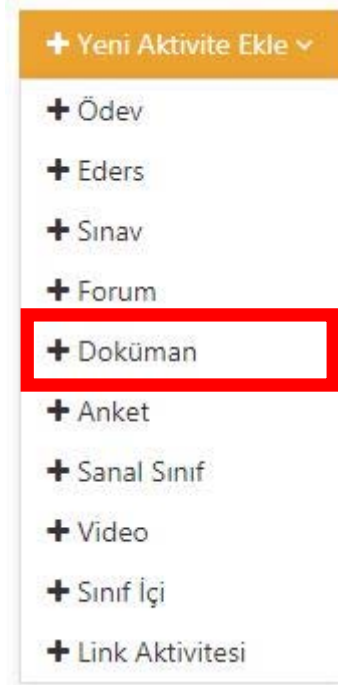 + Yeni Aktivite Ekle
+ Ödev
+ Eders
+ Sınav
+ Forum
+ Doküman
+ Anket
+ Sanal Sınıf
+ Video
+ Sınıf İçi
+ Link Aktivitesi